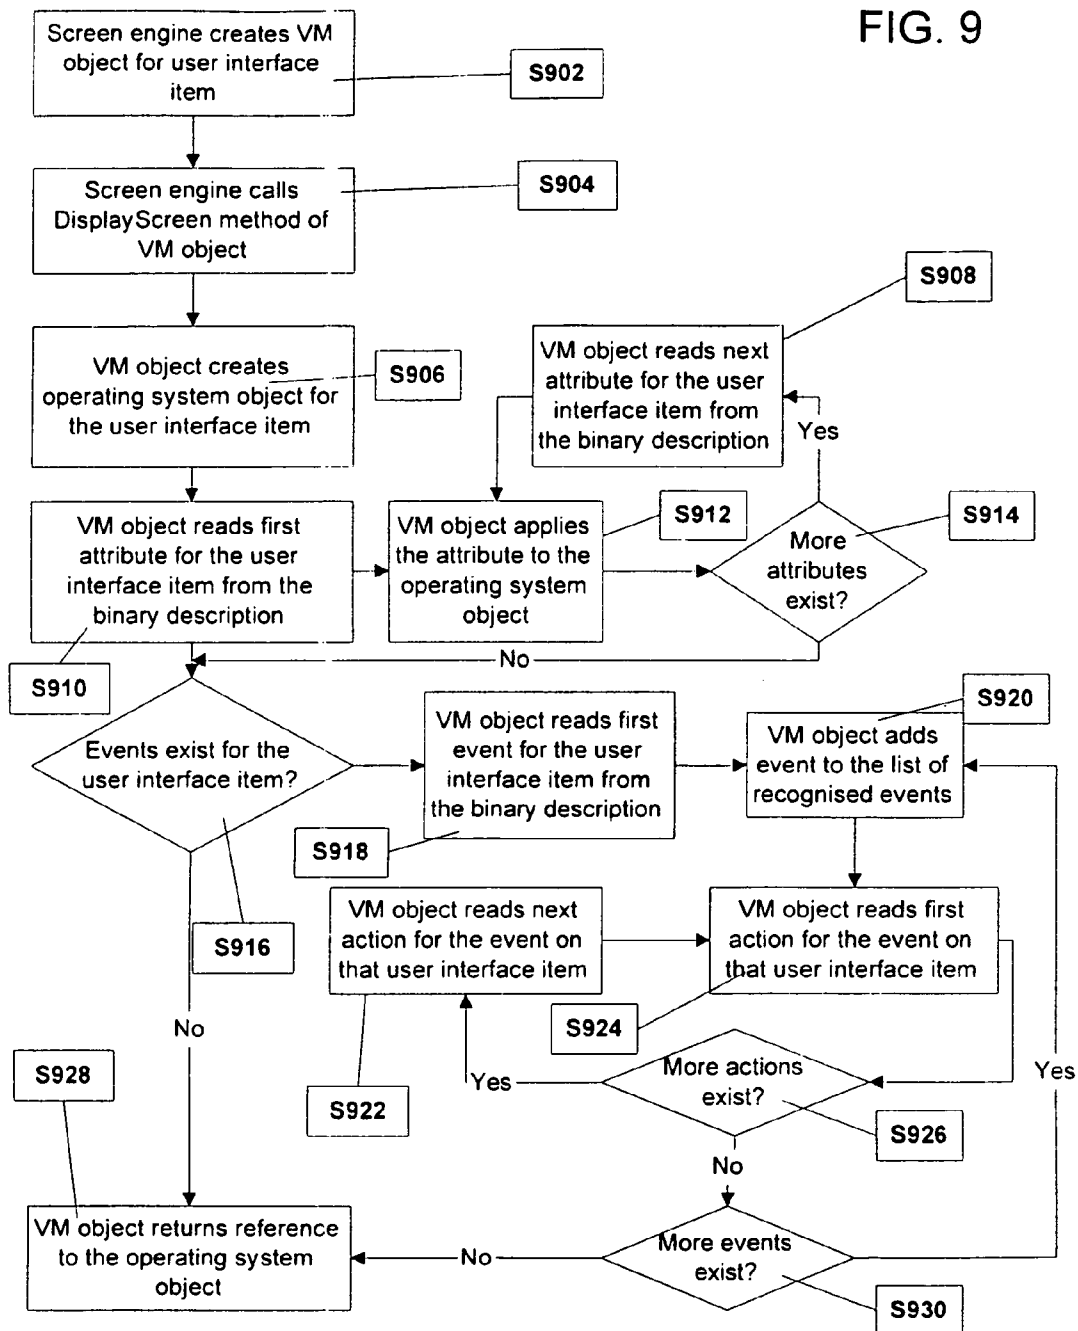 FIG. 9
Screen engine creates VM
object for user interface
item
S902
Screen engine calls
DisplayScreen method of
VM object
S904
VM object creates
operating system object for
the user interface item
S906
VM object reads next
attribute for the user
interface item from
the binary description
S908
Yes
VM object reads first
attribute for the user
interface item from the
binary description
S910
VM object applies
the attribute to the
operating system
object
S912
More
attributes
exist?
S914
No
Events exist for the
user interface item?
S916
VM object reads first
event for the user
interface item from
the binary description
S918
VM object adds
event to the list of
recognised events
S920
VM object reads next
action for the event on
that user interface item
S922
VM object reads first
action for the event on
that user interface item
S924
No
Yes
More actions
exist?
S926
Yes
No
S928
VM object returns reference
to the operating system
object
No
More events
exist?
S930